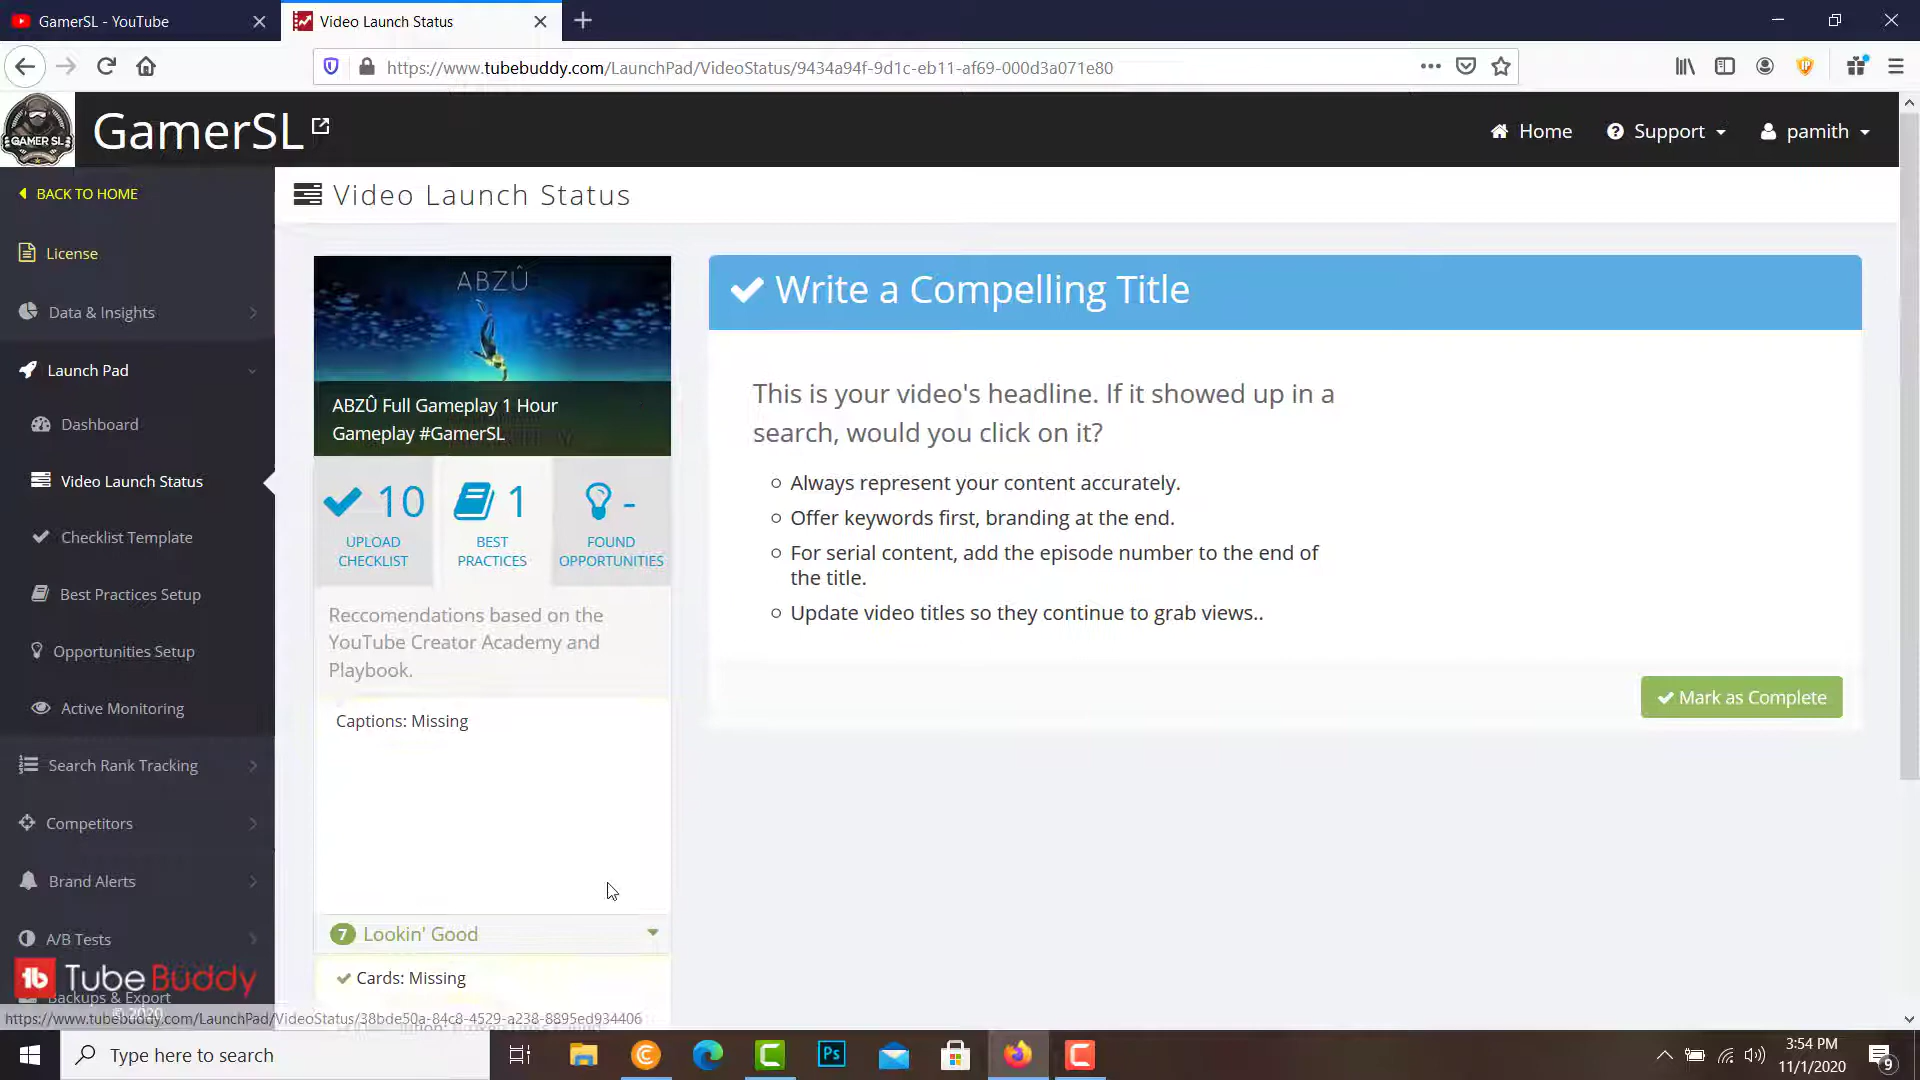 GamerSL - YouTube
Video Launch Status
https://www.tubebuddy.com/LaunchPad/VideoStatus/9434a94f-9d1c-eb11-af69-000d3a071e80
GAMER SL
GamerSL
Home
Support
pamith
BACK TO HOME
License
Data & Insights
Launch Pad
Dashboard
Video Launch Status
Checklist Template
Best Practices Setup
Opportunities Setup
Active Monitoring
Search Rank Tracking
Competitors
Brand Alerts
A/B Tests
tb TubeBuddy
Backups & Export
© 2020
Video Launch Status
ABZÛ
ABZÛ Full Gameplay 1 Hour
Gameplay #GamerSL
10
UPLOAD
CHECKLIST
1
BEST
PRACTICES
-
FOUND
OPPORTUNITIES
Reccomendations based on the
YouTube Creator Academy and
Playbook.
Captions: Missing
7 Lookin' Good
Cards: Missing
Write a Compelling Title
This is your video's headline. If it showed up in a
search, would you click on it?
Always represent your content accurately.
Offer keywords first, branding at the end.
For serial content, add the episode number to the end of
the title.
Update video titles so they continue to grab views..
Mark as Complete
https://www.tubebuddy.com/LaunchPad/VideoStatus/38bde50a-84c8-4529-a238-8895ed934406
Type here to search
Ps
3:54 PM
11/1/2020
9